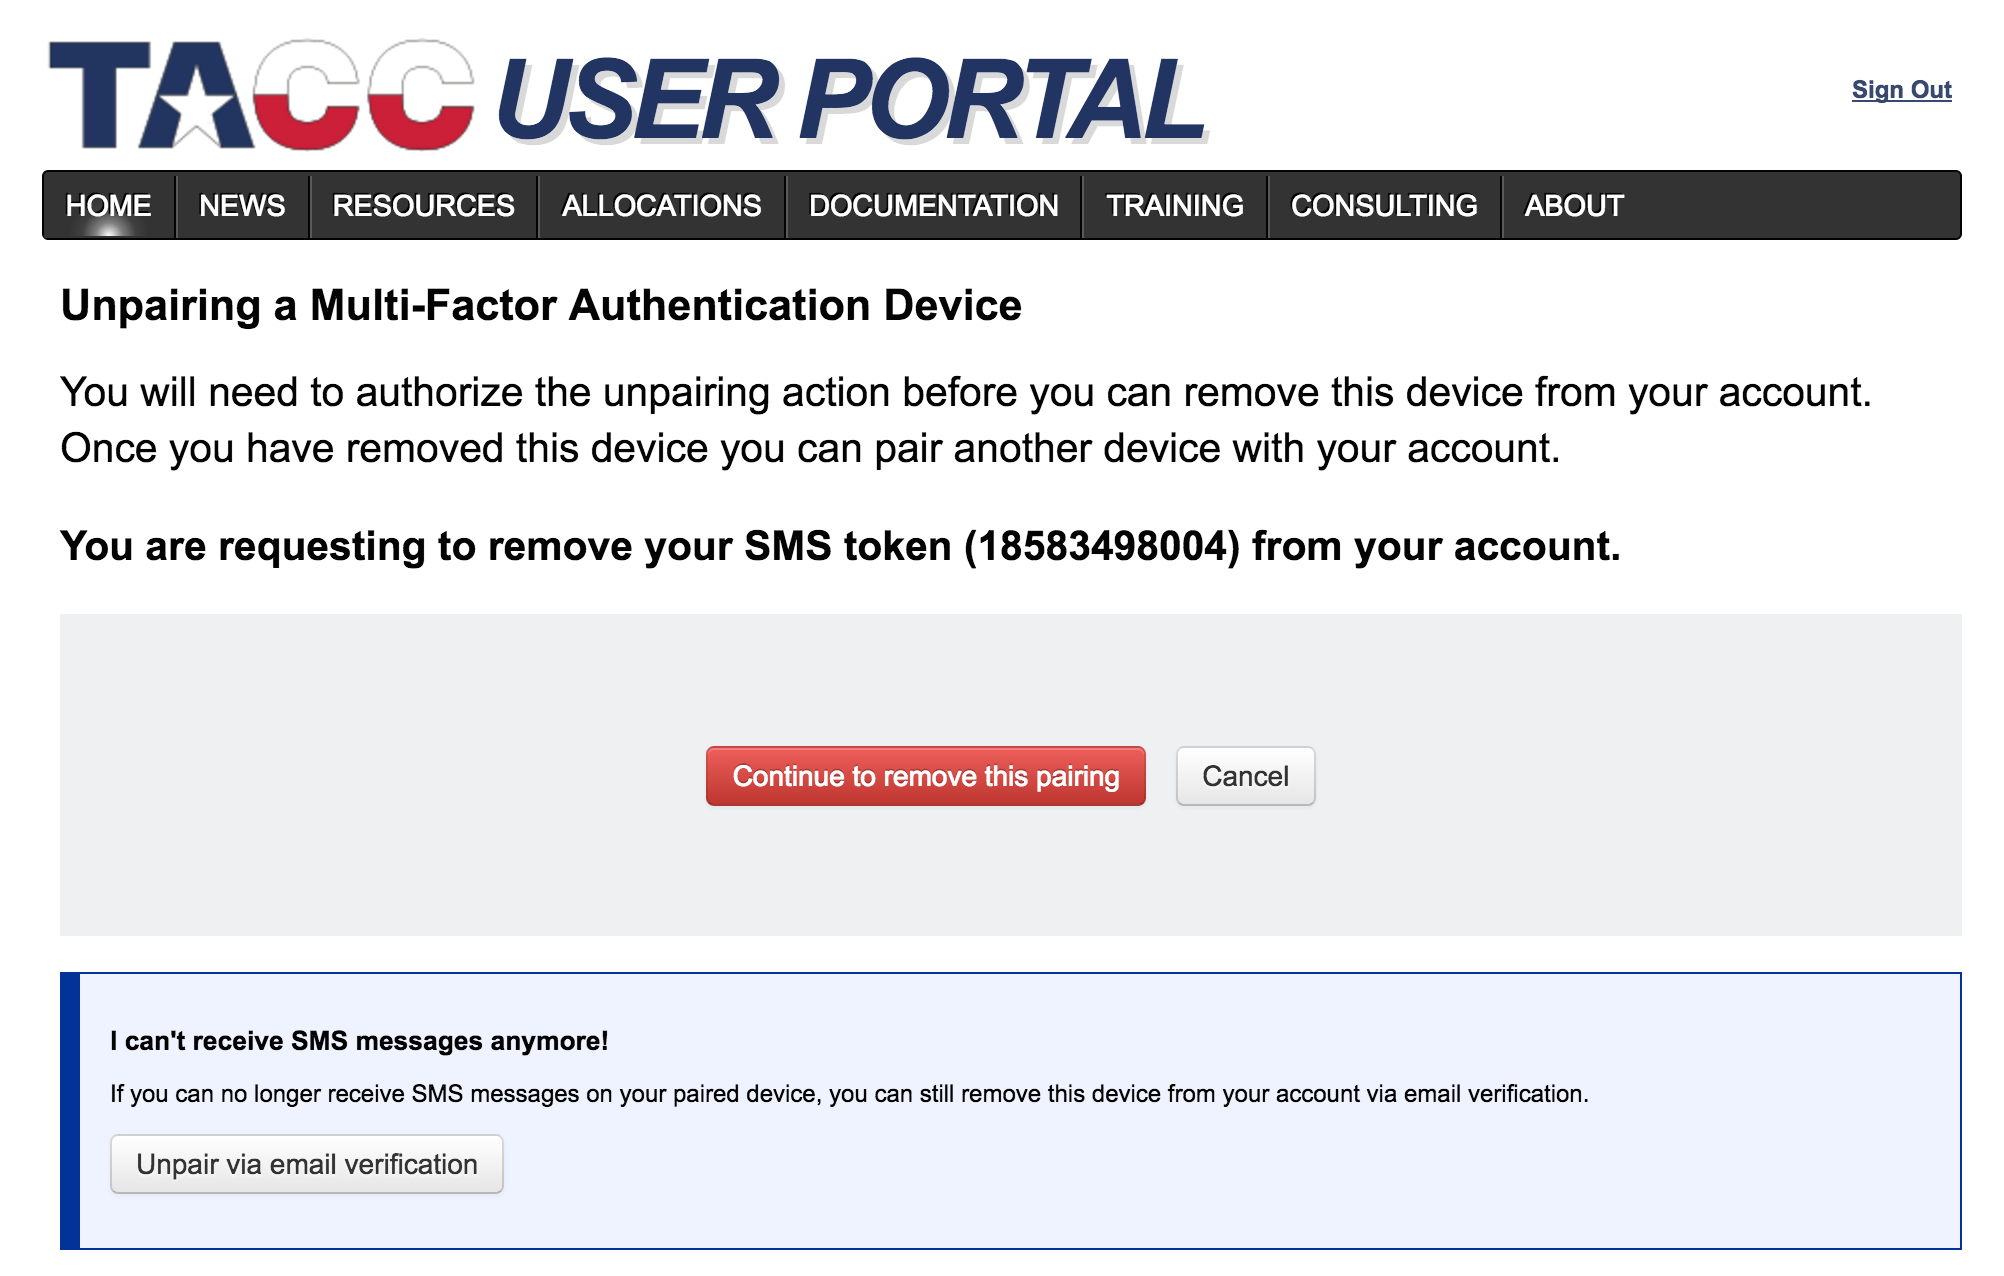 TACC USER PORTAL
Sign Out
HOME NEWS RESOURCES ALLOCATIONS DOCUMENTATION TRAINING CONSULTING ABOUT
Unpairing a Multi-Factor Authentication Device
You will need to authorize the unpairing action before you can remove this device from your account.
Once you have removed this device you can pair another device with your account.
You are requesting to remove your SMS token (18583498004) from your account.
Continue to remove this pairing Cancel
I can't receive SMS messages anymore!
If you can no longer receive SMS messages on your paired device, you can still remove this device from your account via email verification.
Unpair via email verification